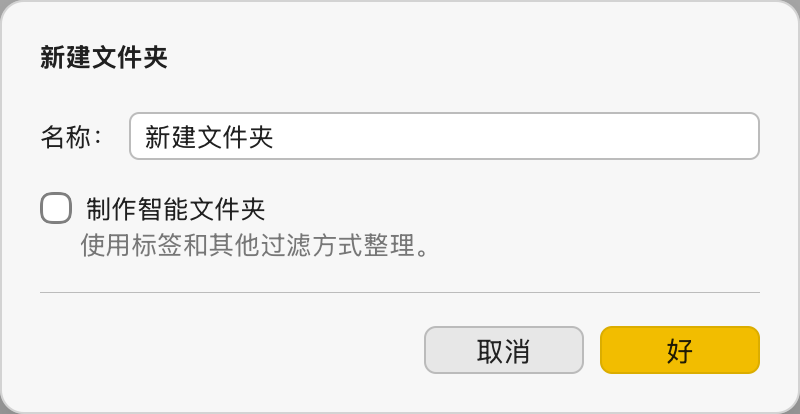 新建文件夹
名称：
新建文件夹
制作智能文件夹
使用标签和其他过滤方式整理。
取消
好